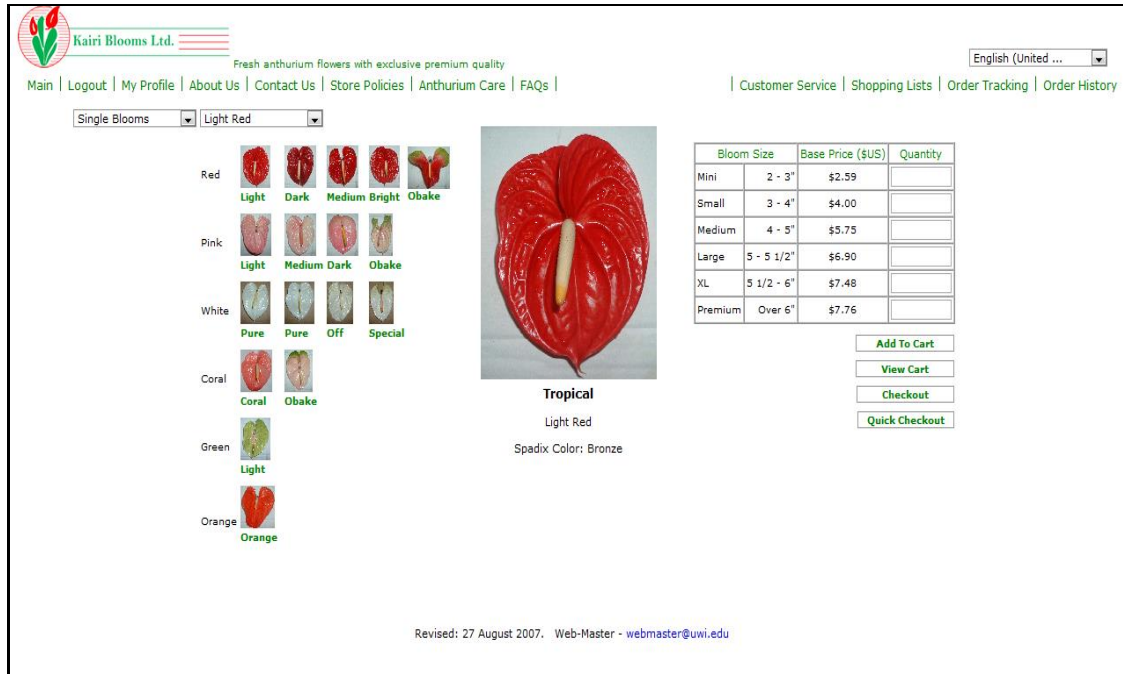 Kairi Blooms Ltd.
Fresh anthurium flowers with exclusive premium quality
English (United ...
Main | Logout | My Profile | About Us | Contact Us | Store Policies | Anthurium Care | FAQs |
| Customer Service | Shopping Lists | Order Tracking | Order History
Single Blooms Light Red
Red
Light Dark Medium Bright Obake
Pink
Light Medium Dark Obake
White
Pure Pure Off Special
Coral
Coral Obake
Green
Light
Orange
Orange
Tropical
Light Red
Spadix Color: Bronze
Bloom Size Base Price ($US) Quantity
Mini 2 - 3" $2.59
Small 3 - 4" $4.00
Medium 4 - 5" $5.75
Large 5 - 5 1/2" $6.90
XL 5 1/2 - 6" $7.48
Premium Over 6" $7.76
Add To Cart
View Cart
Checkout
Quick Checkout
Revised: 27 August 2007. Web-Master - webmaster@uwi.edu